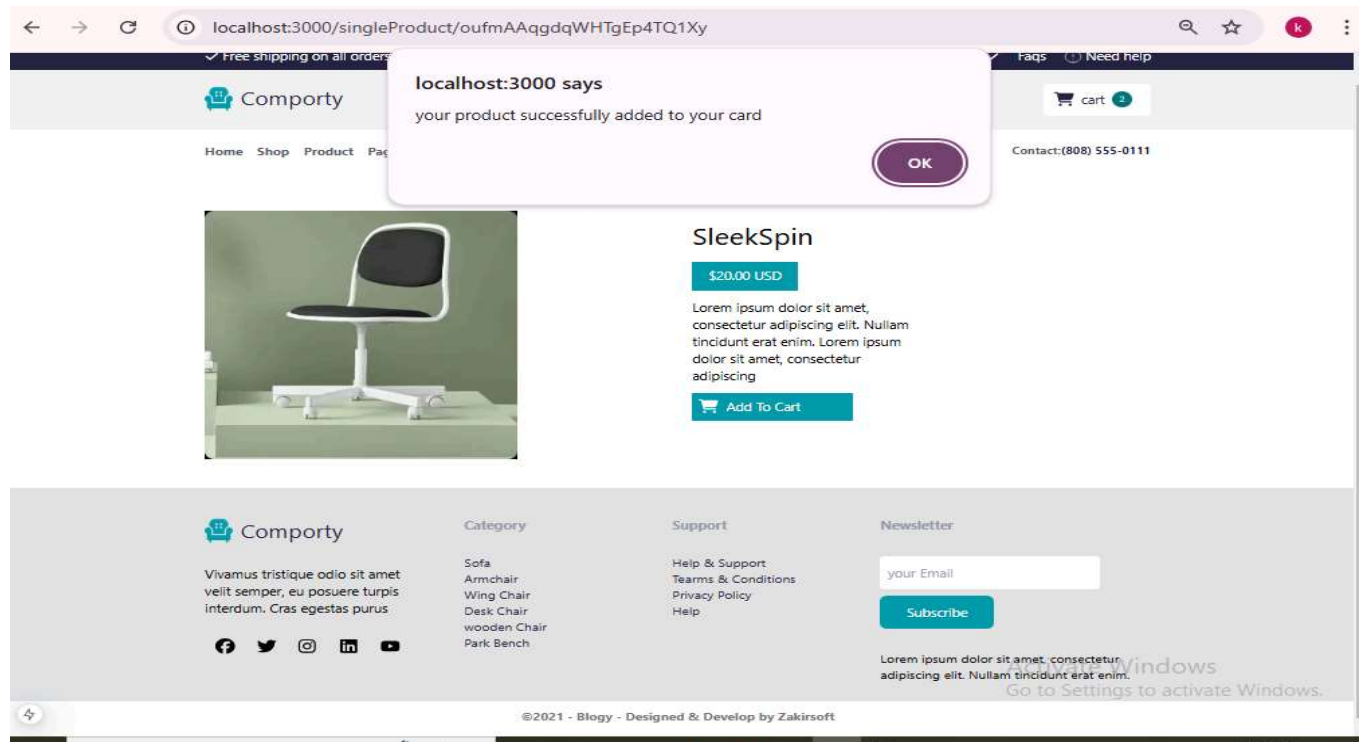 localhost:3000/singleProduct/oufmAAqgdqWHTgEp4TQ1Xy
k
Free shipping on all orders
Faqs
Need help
localhost:3000 says
your product successfully added to your card
OK
Comporty
cart 2
Home Shop Product
Contact:(808) 555-0111
SleekSpin
$20.00 USD
Lorem ipsum dolor sit amet,
consectetur adipiscing elit. Nullam
tincidunt erat enim. Lorem ipsum
dolor sit amet, consectetur
adipiscing
Add To Cart
Comporty
Vivamus tristique odio sit amet
velit semper, eu posuere turpis
interdum. Cras egestas purus
Category
Sofa
Armchair
Wing Chair
Desk Chair
wooden Chair
Park Bench
Support
Help & Support
Tearms & Conditions
Privacy Policy
Help
Newsletter
your Email
Subscribe
Lorem ipsum dolor sit amet, consectetur
adipiscing elit. Nullam tincidunt erat enim.
Activate Windows
Go to Settings to activate Windows.
©2021 - Blogy - Designed & Develop by Zakirsoft